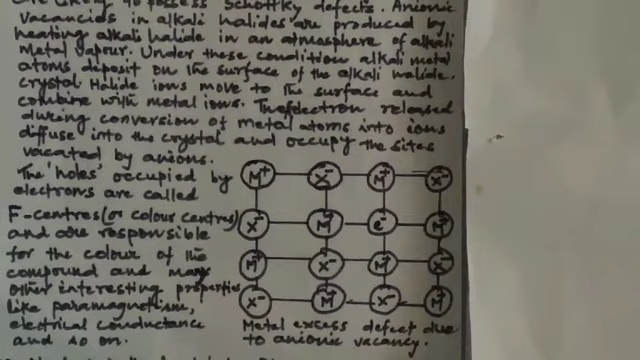 are likely to possess Schottky defects. Anionic
Vacancies in alkali halides are produced by
heating alkali halide in an atmosphere of alkali
Metal vapour. Under these condition alkali metal
atoms deposit on the surface of the alkali halide.
crystal. Halide ions move to the surface and
combine with metal ions. The electron released
during conversion of metal atoms into ions
diffuse into the crystal and occupy the sites
vacated by anions.
The 'holes' occupied by
electrons are called
F-centres (or colour centres)
and are responsible
for the colour of the
compound and many
other interesting properties
like paramagnetism,
electrical conductance
and so on.
M+ X- M+ X-
X- M+ e- M+
M+ X- M+ X-
X- M+ X- M+
Metal excess defect due
to anionic vacancy.